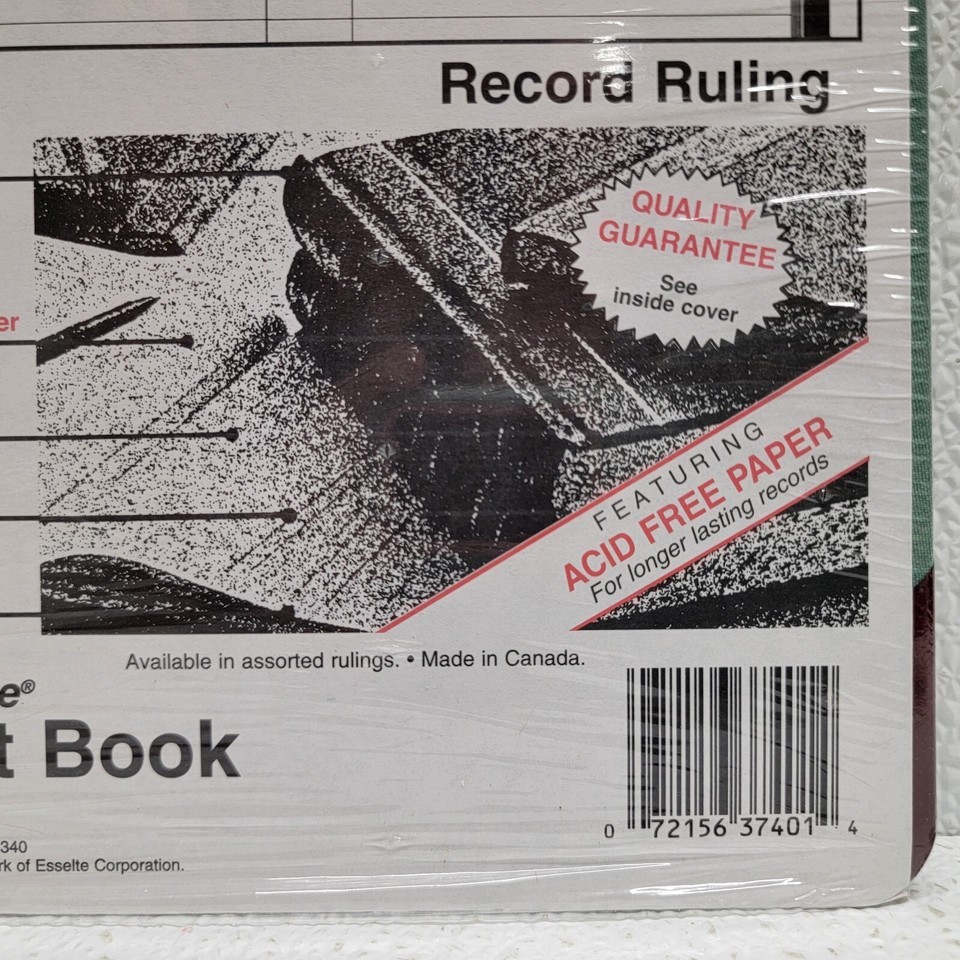 Record Ruling
QUALITY
GUARANTEE
See
inside cover
er
FEATURING
ACID FREE PAPER
For longer lasting records
Available in assorted rulings. • Made in Canada.
e®
t Book
340
rk of Esselte Corporation.
0 72156 37401 4